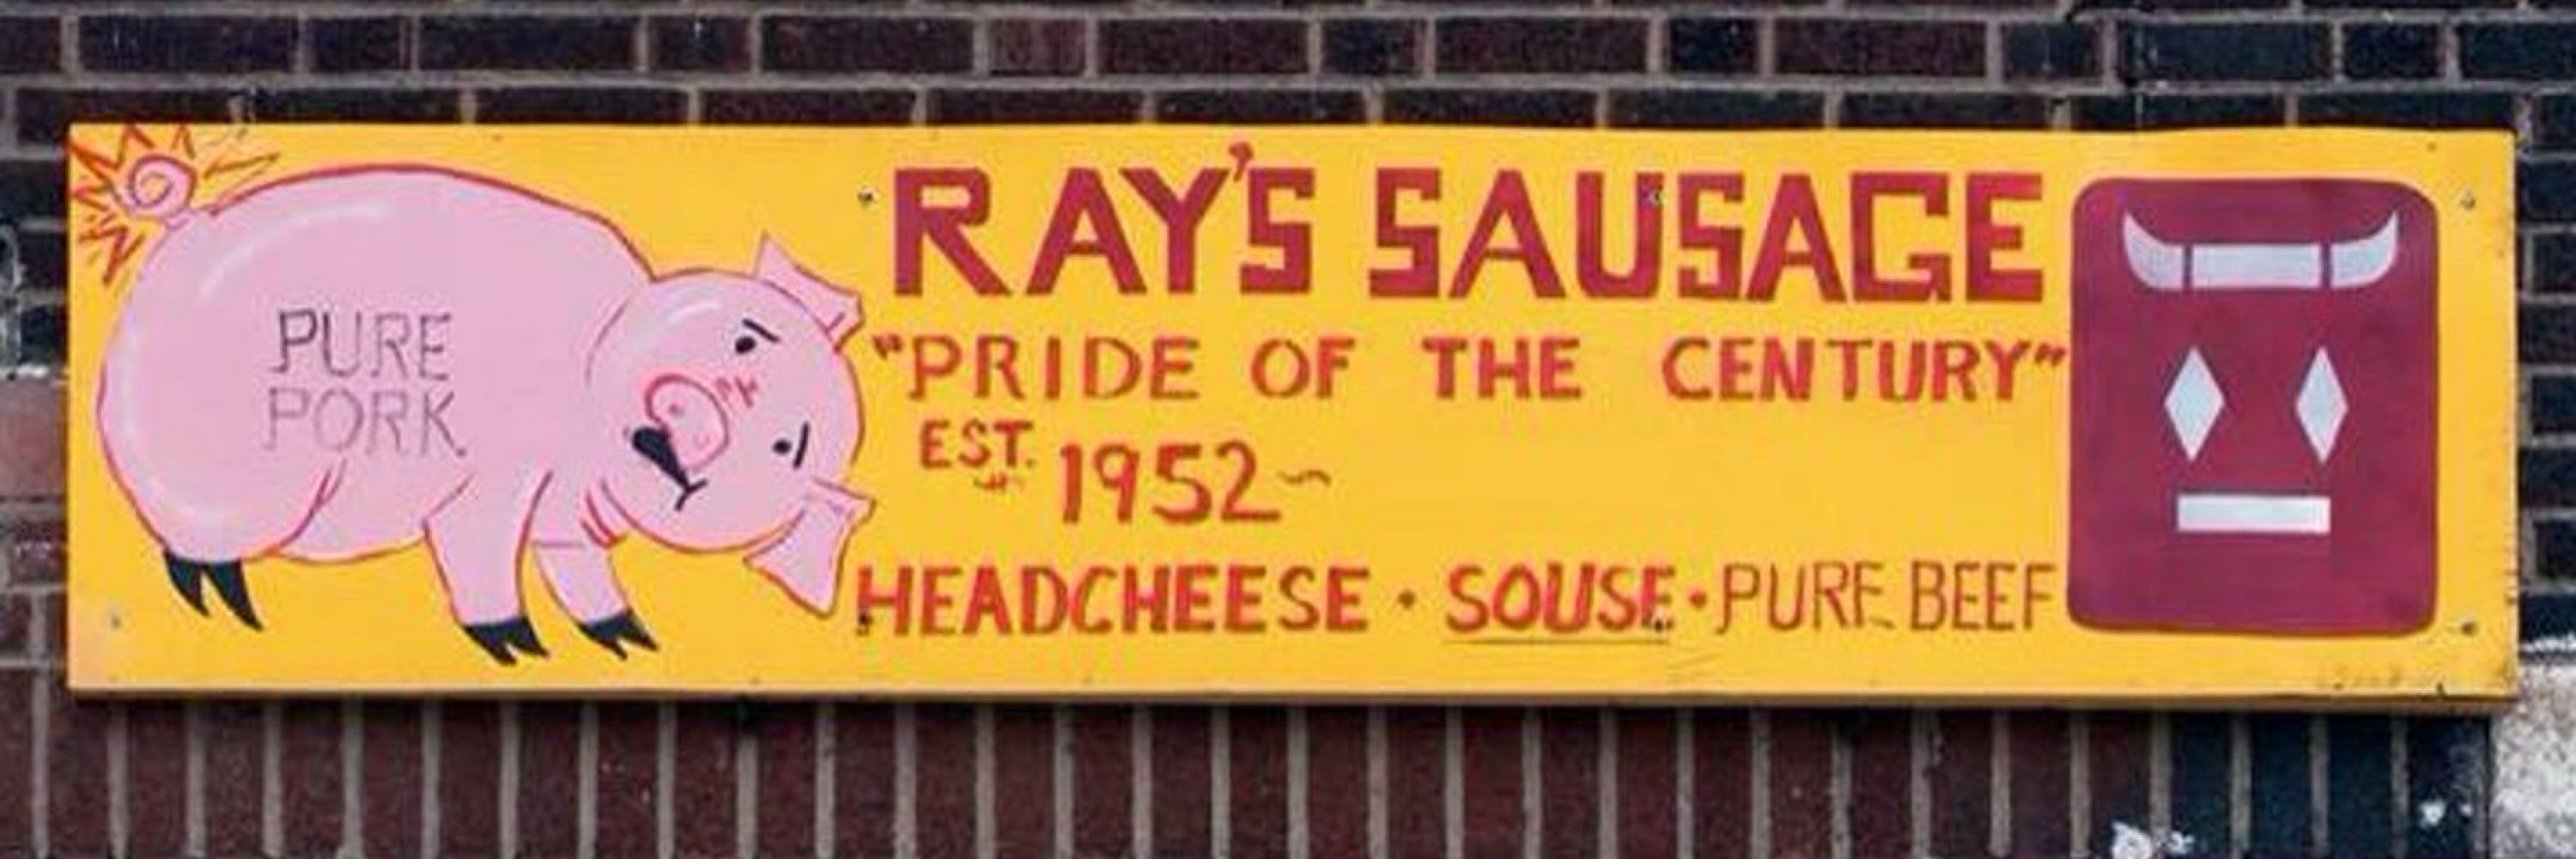 PURE
PORK.
RAY'S SAUSAGE
"PRIDE OF THE CENTURY"
EST. 1952~
HEADCHEESE • SOUSE • PURE BEEF